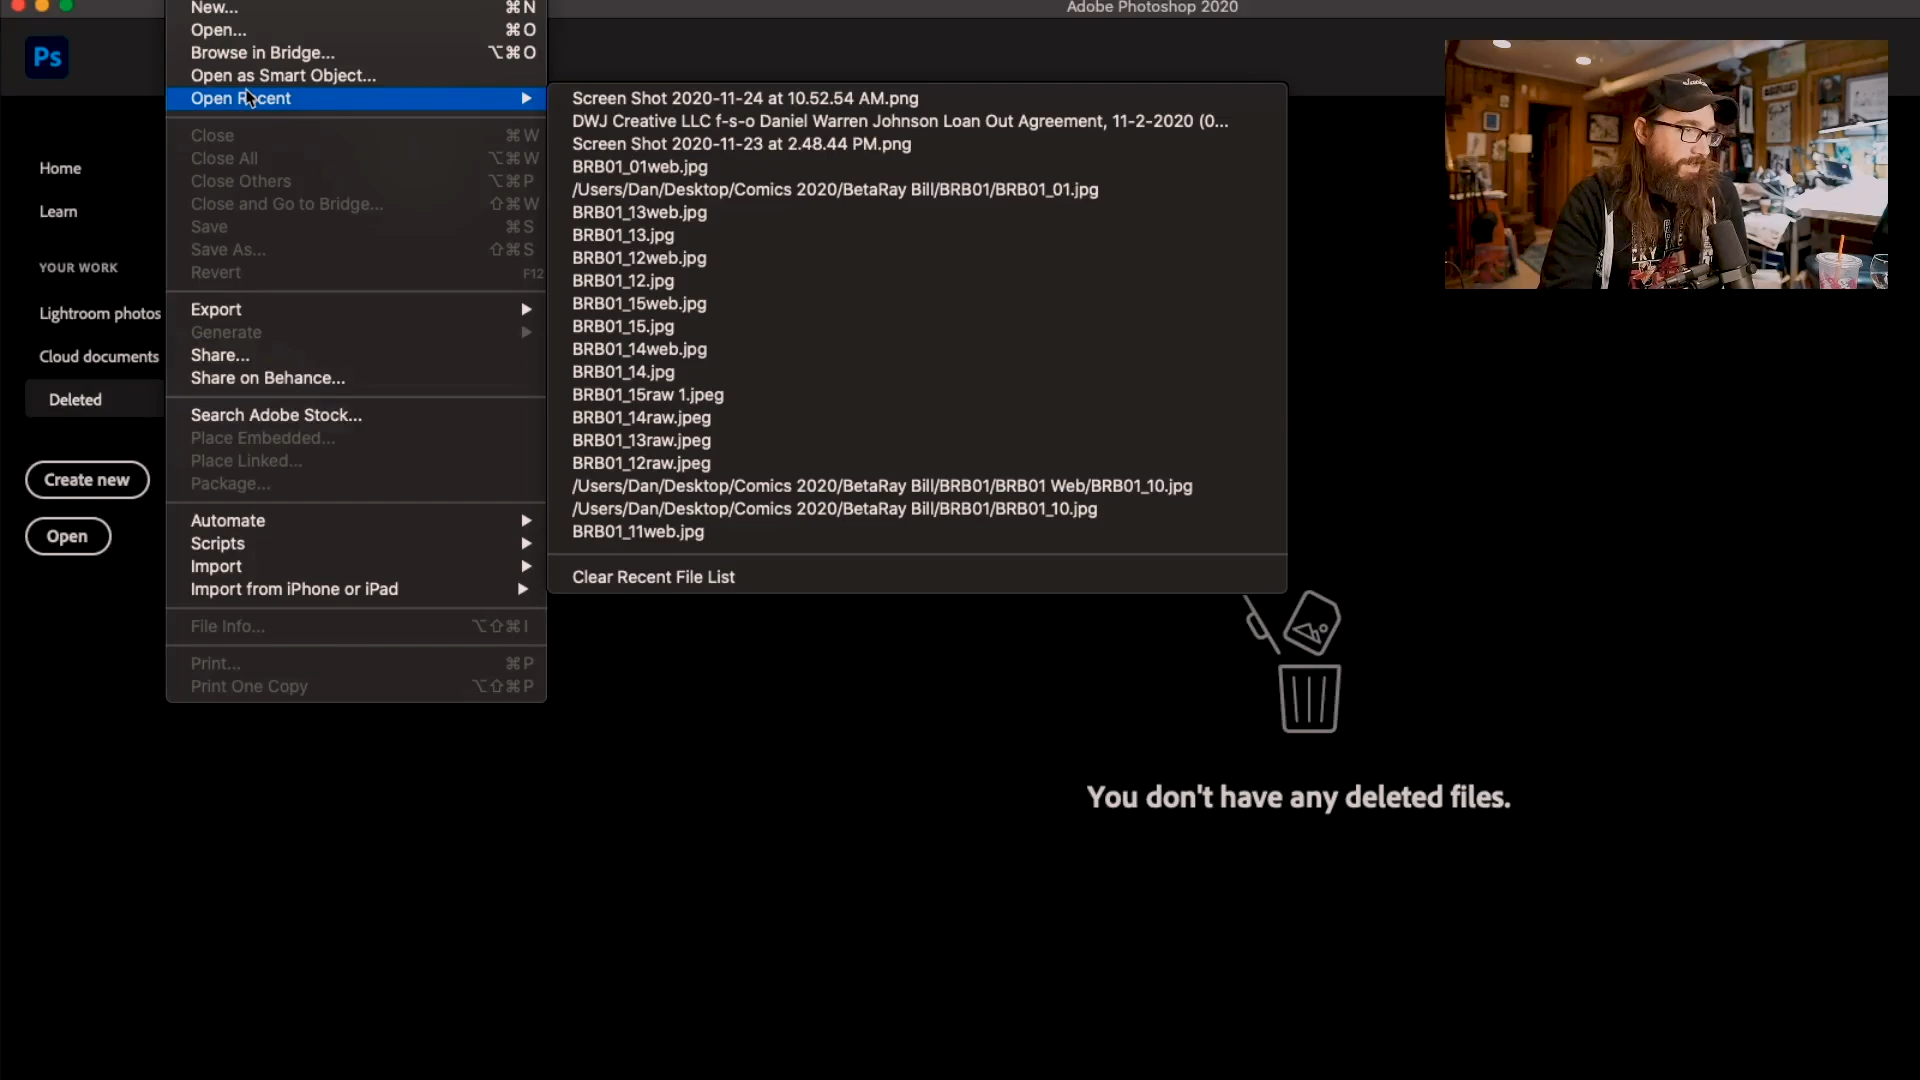 Adobe Photoshop 2020
Ps
New... ⌘N
Open... ⌘O
Browse in Bridge... ⌥⌘O
Open as Smart Object...
Open Recent
Close ⌘W
Close All ⌥⌘W
Close Others ⌥⌘P
Close and Go to Bridge... ⇧⌘W
Save ⌘S
Save As... ⇧⌘S
Revert F12
Export
Generate
Share...
Share on Behance...
Search Adobe Stock...
Place Embedded...
Place Linked...
Package...
Automate
Scripts
Import
Import from iPhone or iPad
File Info... ⌥⇧⌘I
Print... ⌘P
Print One Copy ⌥⇧⌘P
Screen Shot 2020-11-24 at 10.52.54 AM.png
DWJ Creative LLC f-s-o Daniel Warren Johnson Loan Out Agreement, 11-2-2020 (0...
Screen Shot 2020-11-23 at 2.48.44 PM.png
BRB01_01web.jpg
/Users/Dan/Desktop/Comics 2020/BetaRay Bill/BRB01/BRB01_01.jpg
BRB01_13web.jpg
BRB01_13.jpg
BRB01_12web.jpg
BRB01_12.jpg
BRB01_15web.jpg
BRB01_15.jpg
BRB01_14web.jpg
BRB01_14.jpg
BRB01_15raw 1.jpeg
BRB01_14raw.jpeg
BRB01_13raw.jpeg
BRB01_12raw.jpeg
/Users/Dan/Desktop/Comics 2020/BetaRay Bill/BRB01/BRB01 Web/BRB01_10.jpg
/Users/Dan/Desktop/Comics 2020/BetaRay Bill/BRB01/BRB01_10.jpg
BRB01_11web.jpg
Clear Recent File List
Home
Learn
YOUR WORK
Lightroom photos
Cloud documents
Deleted
Create new
Open
You don't have any deleted files.